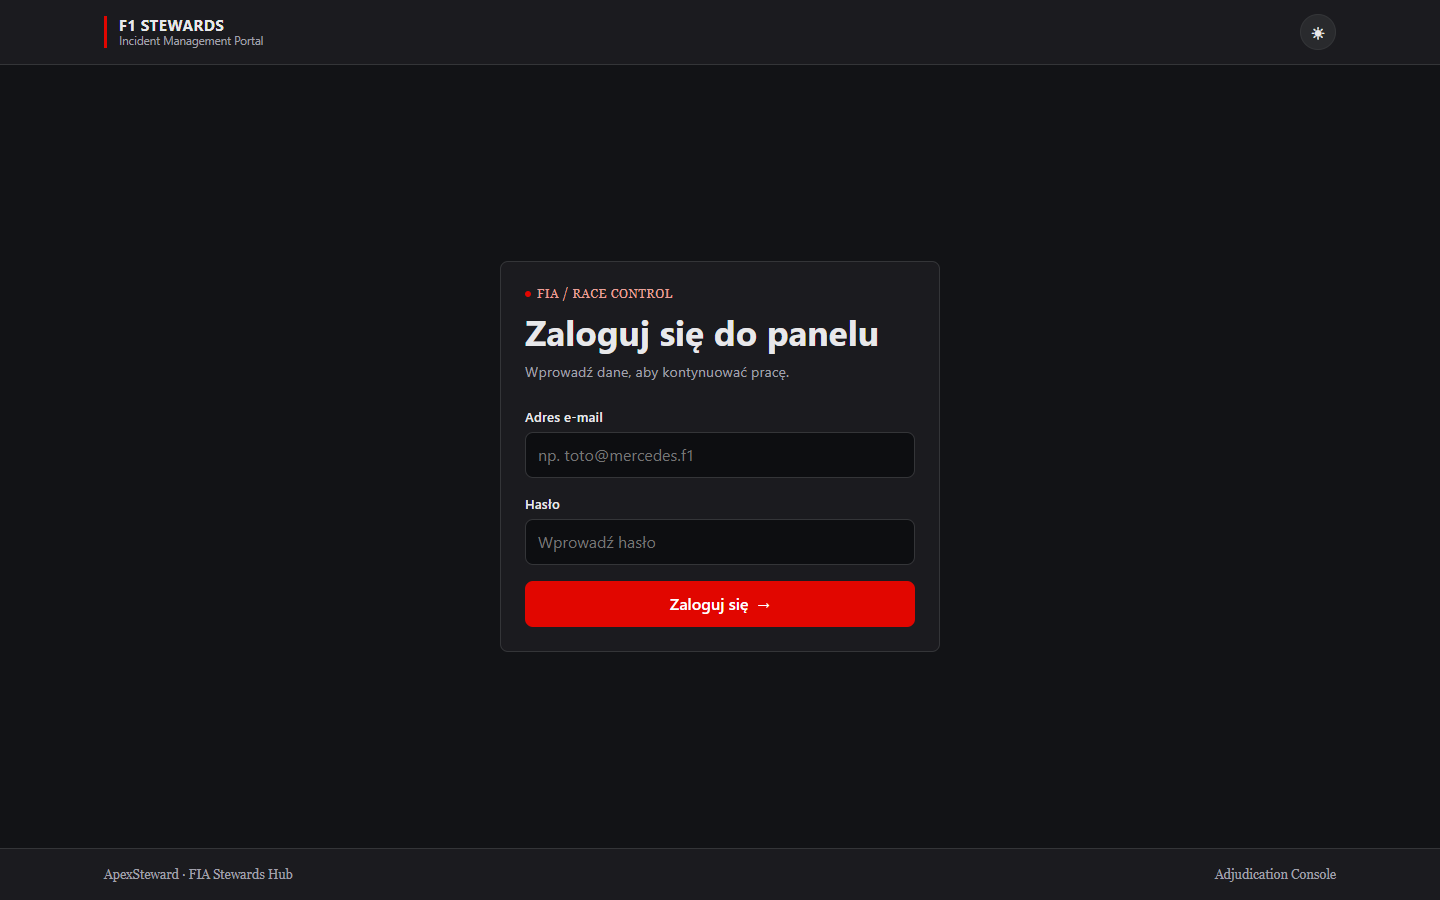 F1 STEWARDS
Incident Management Portal
FIA / RACE CONTROL
Zaloguj się do panelu
Wprowadź dane, aby kontynuować pracę.
Adres e-mail
np. toto@mercedes.f1
Hasło
Wprowadź hasło
Zaloguj się →
ApexSteward · FIA Stewards Hub
Adjudication Console